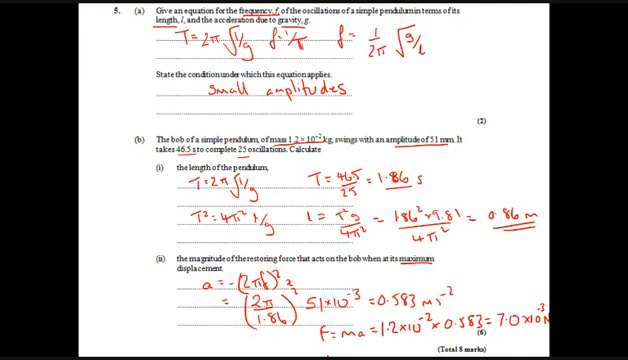 5. (a) Give an equation for the frequency, f, of the oscillations of a simple pendulum in terms of its
length, l, and the acceleration due to gravity, g.
T = 2π √l/g f = 1/T f = 1/2π √g/l
State the condition under which this equation applies.
small amplitudes
(2)
(b) The bob of a simple pendulum, of mass 1.2 × 10⁻² kg, swings with an amplitude of 51 mm. It
takes 46.5 s to complete 25 oscillations. Calculate
(i) the length of the pendulum,
T = 2π √l/g T = 46.5/25 = 1.86 s
T² = 4π² l/g l = T²g/4π² = 1.86² × 9.81/4π² = 0.86 m
(ii) the magnitude of the restoring force that acts on the bob when at its maximum
displacement.
a = -(2πf)² x
= (2π/1.86)² 51×10⁻³ = 0.583 ms⁻²
F = ma = 1.2×10⁻² × 0.583 = 7.0×10⁻³ N
(6)
(Total 8 marks)